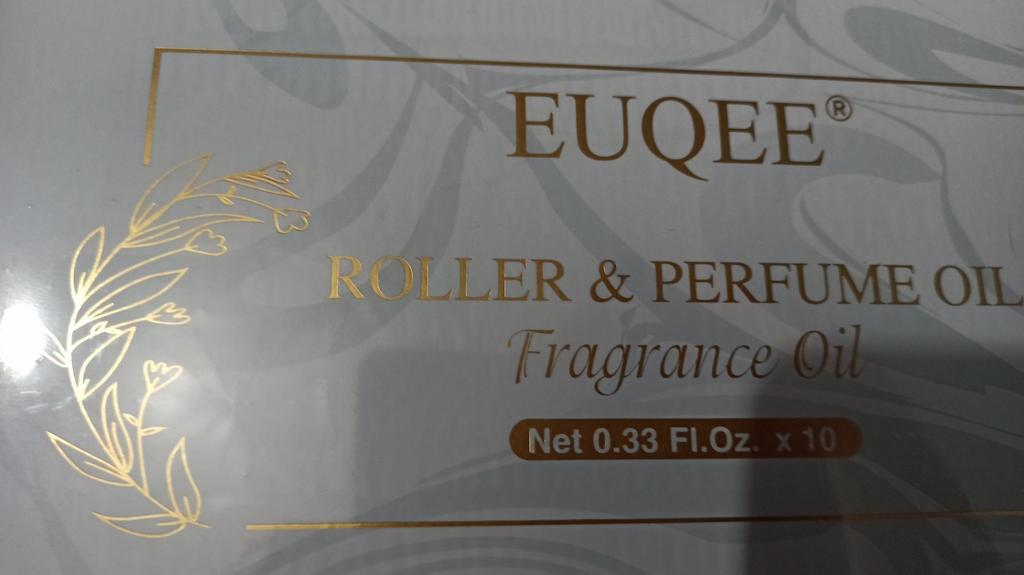 EUQEE®
ROLLER & PERFUME OIL
Fragrance Oil
Net 0.33 Fl.Oz. x 10